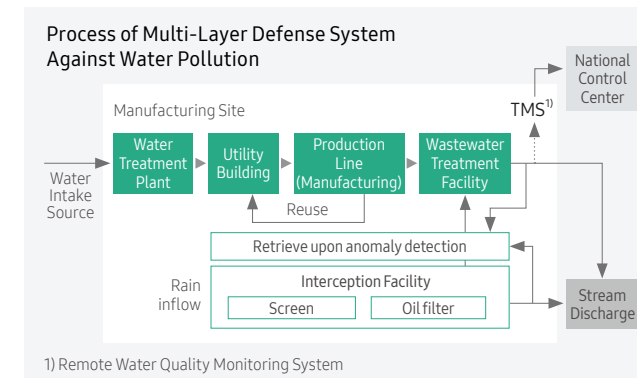 Process of Multi-Layer Defense System
Against Water Pollution
National
Control
Center
Manufacturing Site
TMS1)
Water
Treatment
Plant
Utility
Building
Production
Line
(Manufacturing)
Wastewater
Treatment
Facility
Water
Intake
Source
Reuse
Retrieve upon anomaly detection
Rain
inflow
Interception Facility
Screen
Oil filter
Stream
Discharge
1) Remote Water Quality Monitoring System